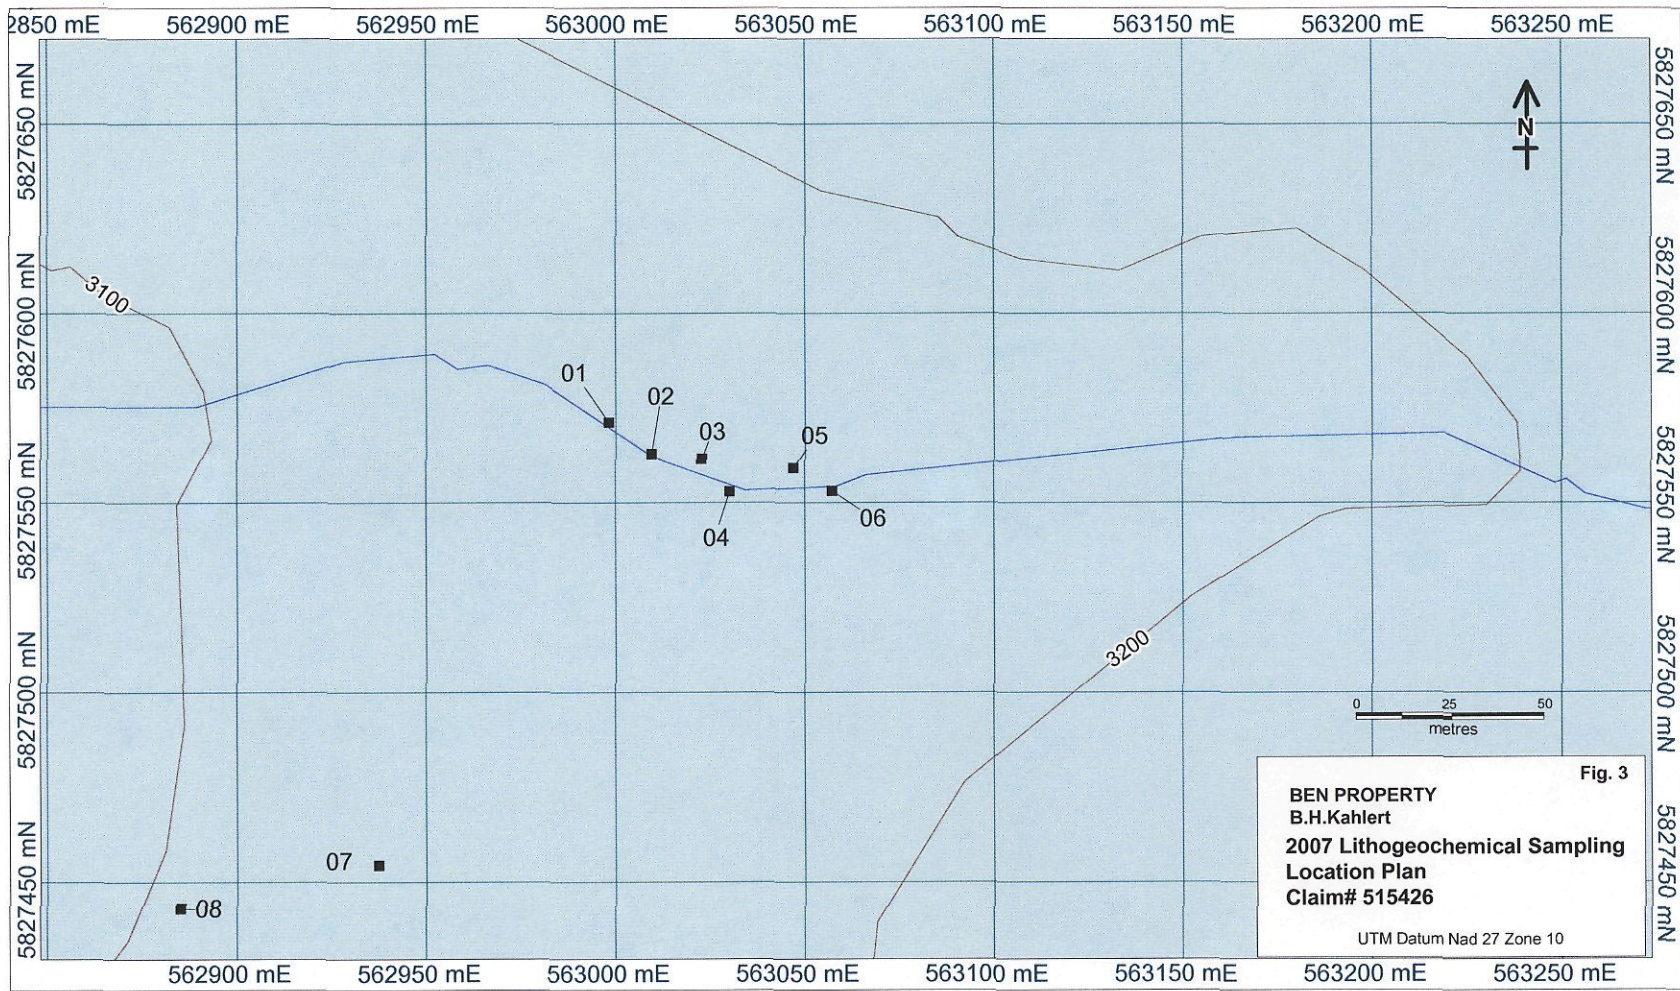 2850 mE 562900 mE 562950 mE 563000 mE 563050 mE 563100 mE 563150 mE 563200 mE 563250 mE
5827650 mN
5827600 mN
5827550 mN
5827500 mN
5827450 mN
5827650 mN
5827600 mN
5827550 mN
5827500 mN
5827450 mN
N
3100
01
02
03
05
04
06
3200
07
08
0 25 50
metres
Fig. 3
BEN PROPERTY
B.H.Kahlert
2007 Lithogeochemical Sampling
Location Plan
Claim# 515426
UTM Datum Nad 27 Zone 10
562900 mE 562950 mE 563000 mE 563050 mE 563100 mE 563150 mE 563200 mE 563250 mE